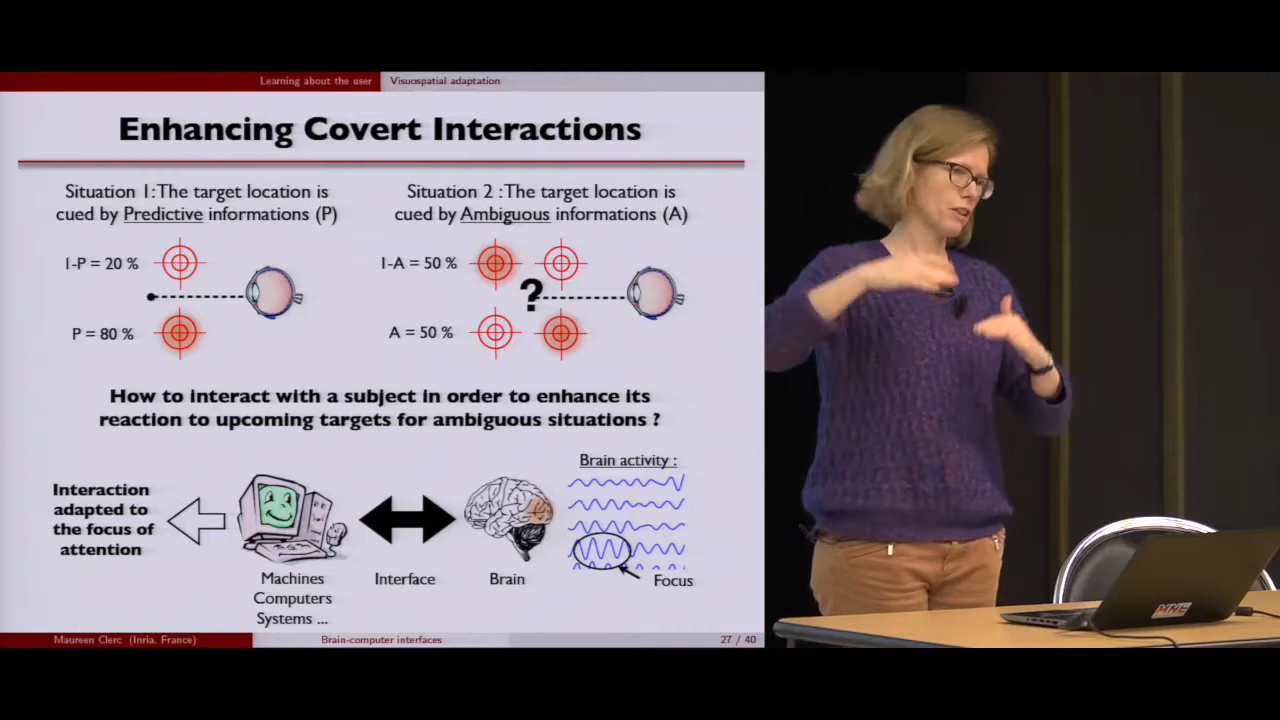 Learning about the user
Visuospatial adaptation
Enhancing Covert Interactions
Situation 1: The target location is
cued by Predictive informations (P)
1-P = 20 %
P = 80 %
Situation 2 : The target location is
cued by Ambiguous informations (A)
1-A = 50 %
?
A = 50 %
How to interact with a subject in order to enhance its
reaction to upcoming targets for ambiguous situations ?
Interaction
adapted to
the focus of
attention
Machines
Computers
Systems ...
Interface
Brain
Brain activity :
Focus
Maureen Clerc (Inria, France)
Brain-computer interfaces
27 / 40
MNE